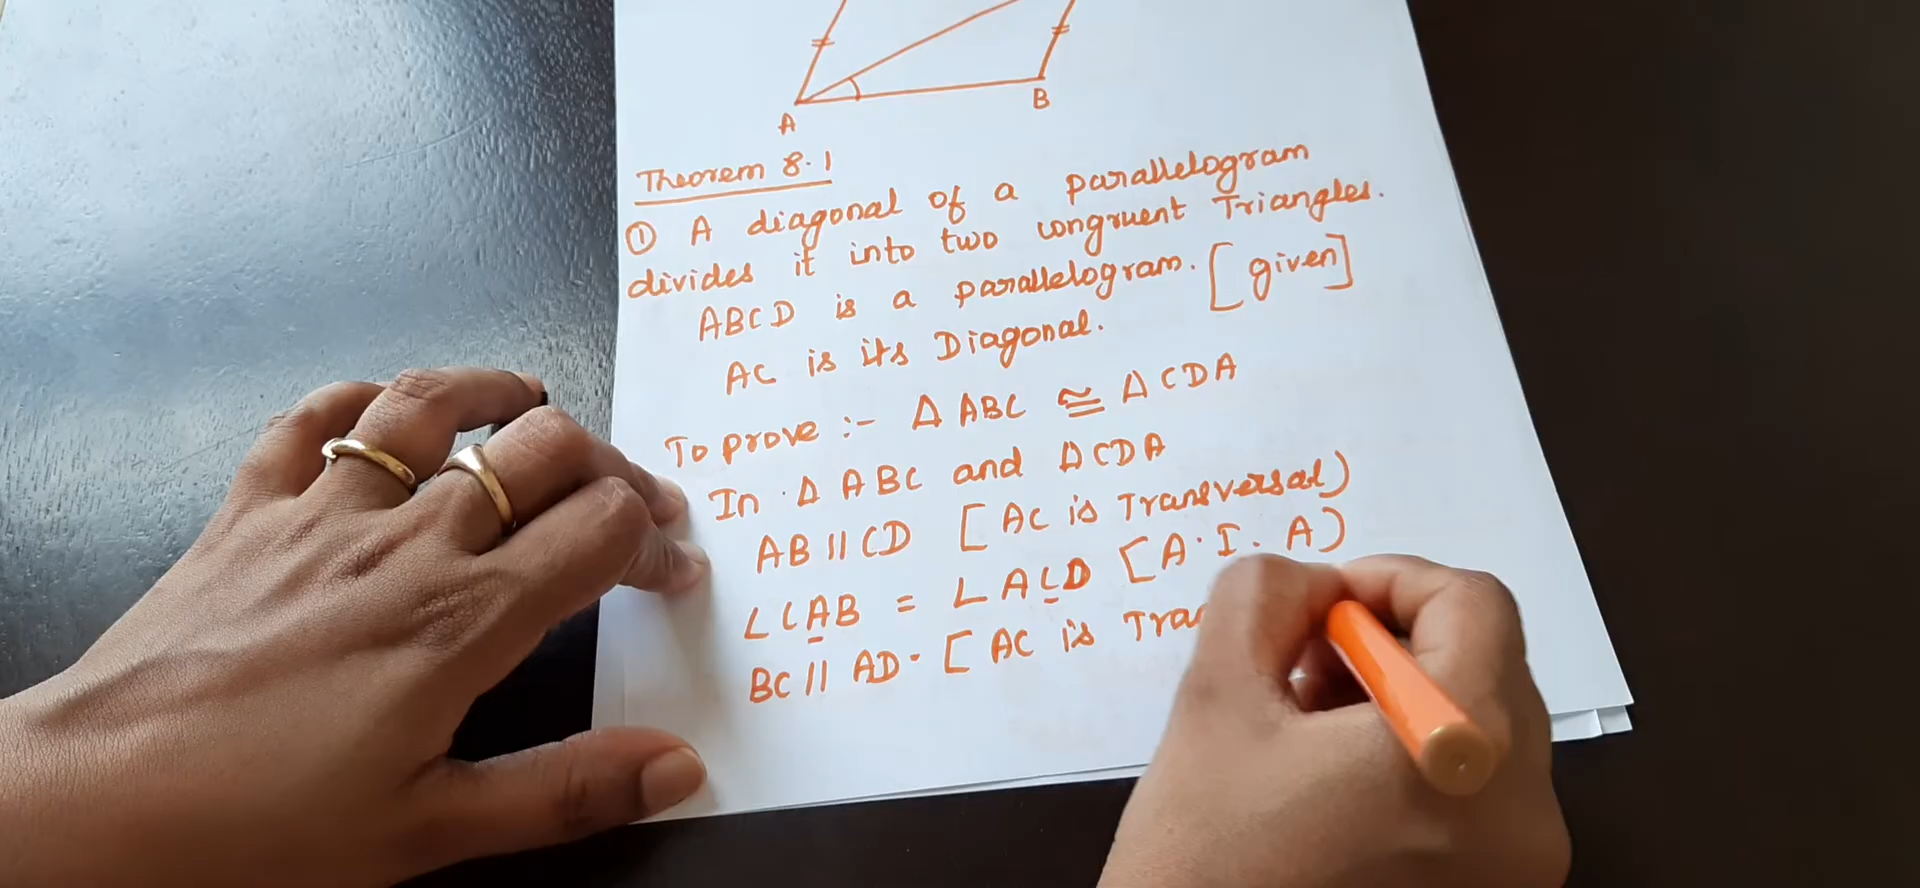 A
B
Theorem 8.1
① A diagonal of a parallelogram
divides it into two congruent Triangles.
ABCD is a parallelogram. [given]
AC is its Diagonal.
To prove :- Δ ABC ≅ Δ CDA
In Δ ABC and Δ CDA
AB || CD [AC is Transversal)
∠CAB = ∠ACD [A.I.A)
BC || AD. [AC is